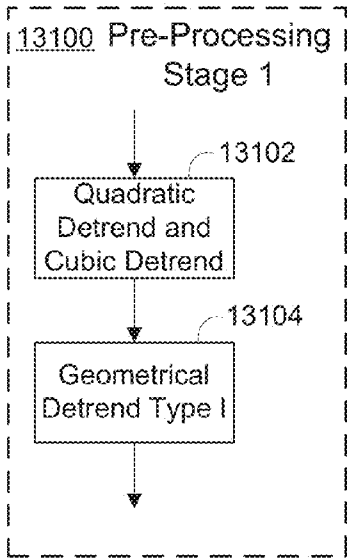 13100 Pre-Processing
Stage 1
13102
Quadratic
Detrend and
Cubic Detrend
13104
Geometrical
Detrend Type I